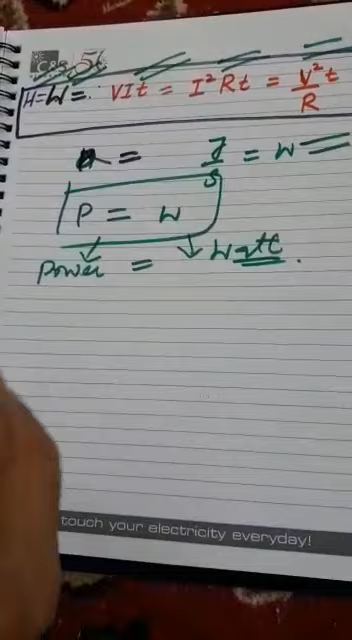 H = W = VIt = I²Rt = V²t/R
= J/S = W
P = W
Power = Watt.
touch your electricity everyday!